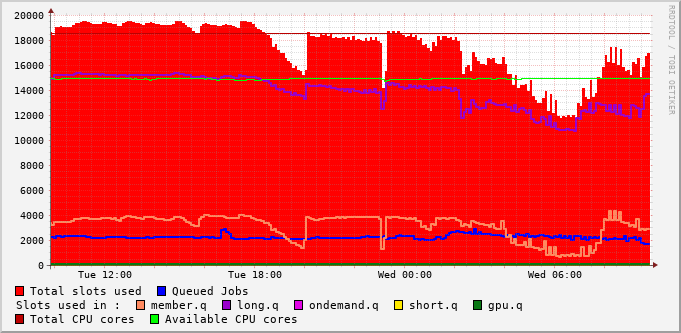 20000
18000
16000
14000
12000
10000
8000
6000
4000
2000
0
Tue 12:00 Tue 18:00 Wed 00:00 Wed 06:00
Total slots used Queued Jobs
Slots used in : member.q long.q ondemand.q short.q gpu.q
Total CPU cores Available CPU cores
RRDTOOL / TOBI OETIKER